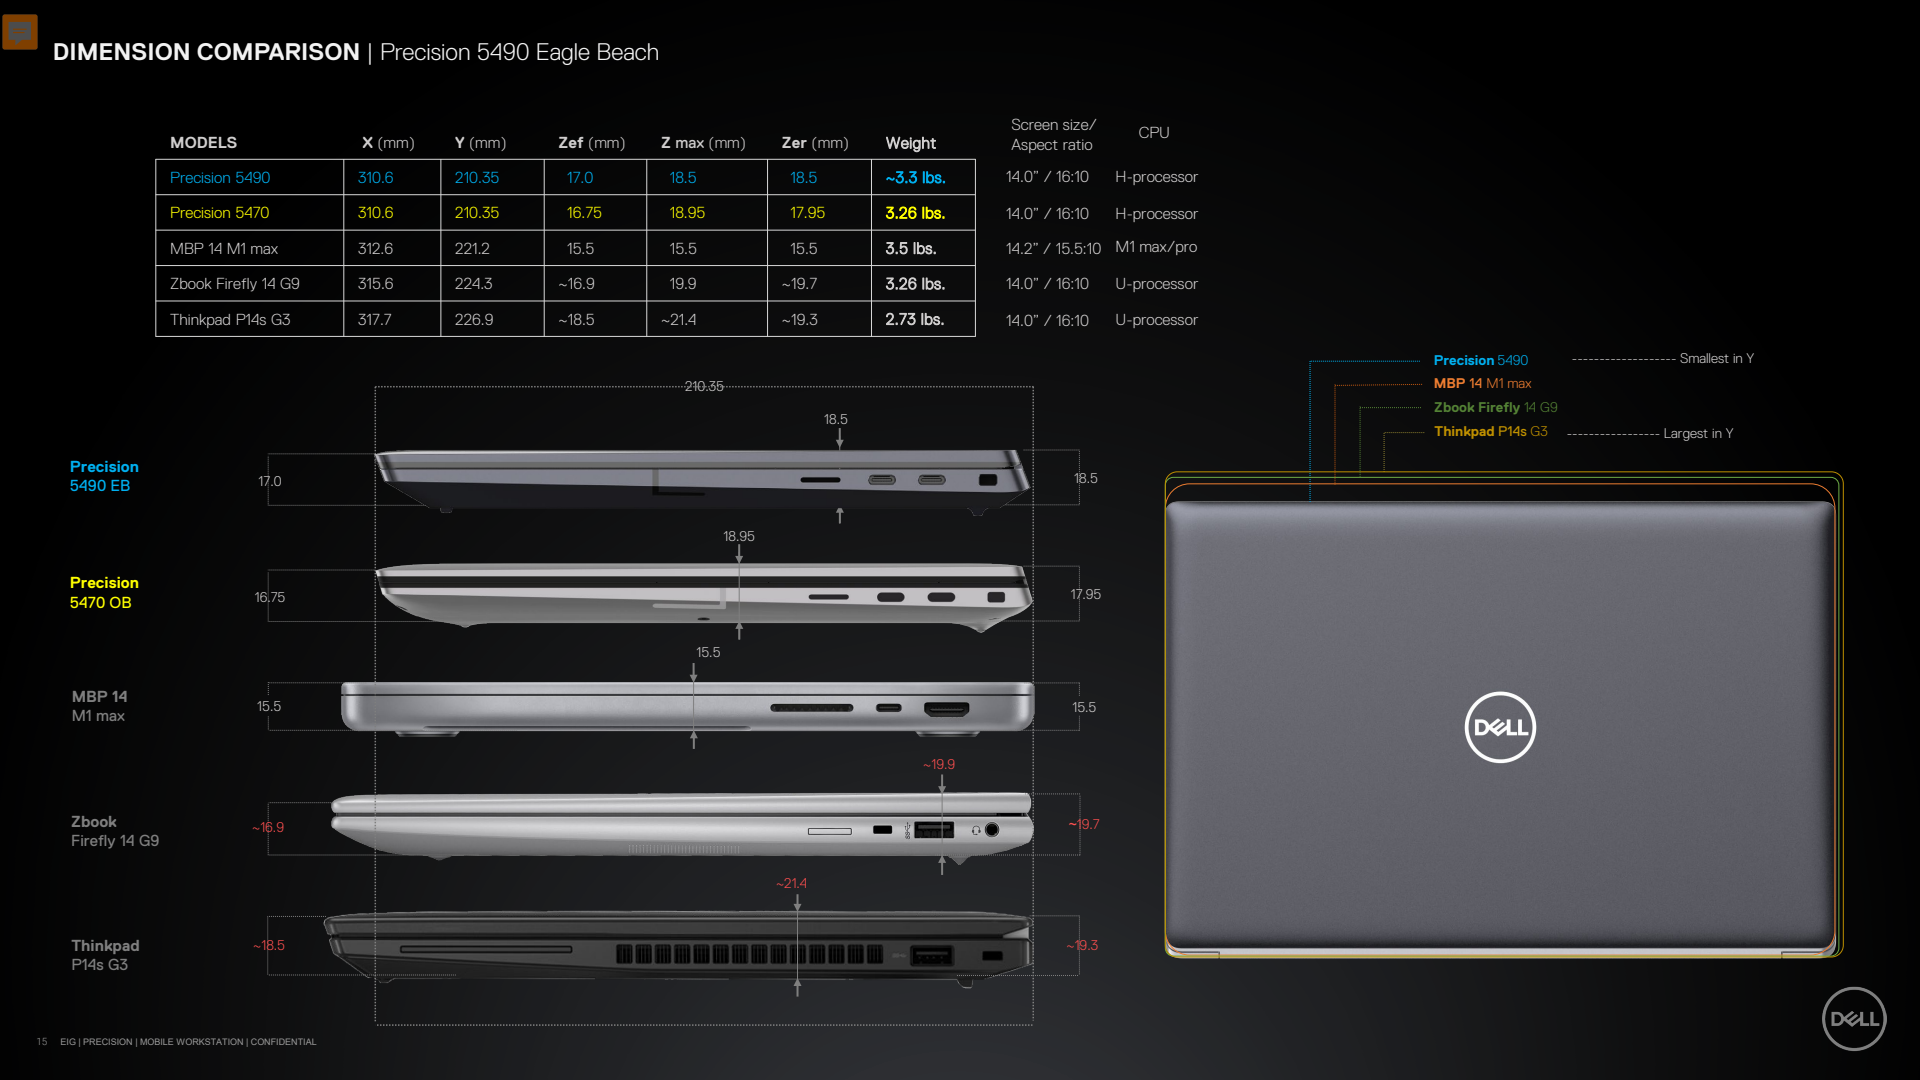 DIMENSION COMPARISON | Precision 5490 Eagle Beach
MODELS X (mm) Y (mm) Zef (mm) Z max (mm) Zer (mm) Weight Screen size/ Aspect ratio CPU
Precision 5490 310.6 210.35 17.0 18.5 18.5 ~3.3 lbs. 14.0” / 16:10 H-processor
Precision 5470 310.6 210.35 16.75 18.95 17.95 3.26 lbs. 14.0” / 16:10 H-processor
MBP 14 M1 max 312.6 221.2 15.5 15.5 15.5 3.5 lbs. 14.2” / 15.5:10 M1 max/pro
Zbook Firefly 14 G9 315.6 224.3 ~16.9 19.9 ~19.7 3.26 lbs. 14.0” / 16:10 U-processor
Thinkpad P14s G3 317.7 226.9 ~18.5 ~21.4 ~19.3 2.73 lbs. 14.0” / 16:10 U-processor
210.35
18.5
Precision
5490 EB
17.0
18.5
18.95
Precision
5470 OB
16.75
17.95
15.5
MBP 14
M1 max
15.5
15.5
~19.9
Zbook
Firefly 14 G9
~16.9
~19.7
~21.4
Thinkpad
P14s G3
~18.5
~19.3
Precision 5490 ------------------- Smallest in Y
MBP 14 M1 max
Zbook Firefly 14 G9
Thinkpad P14s G3 ----------------- Largest in Y
DELL
DELL
15 EIG | PRECISION | MOBILE WORKSTATION | CONFIDENTIAL